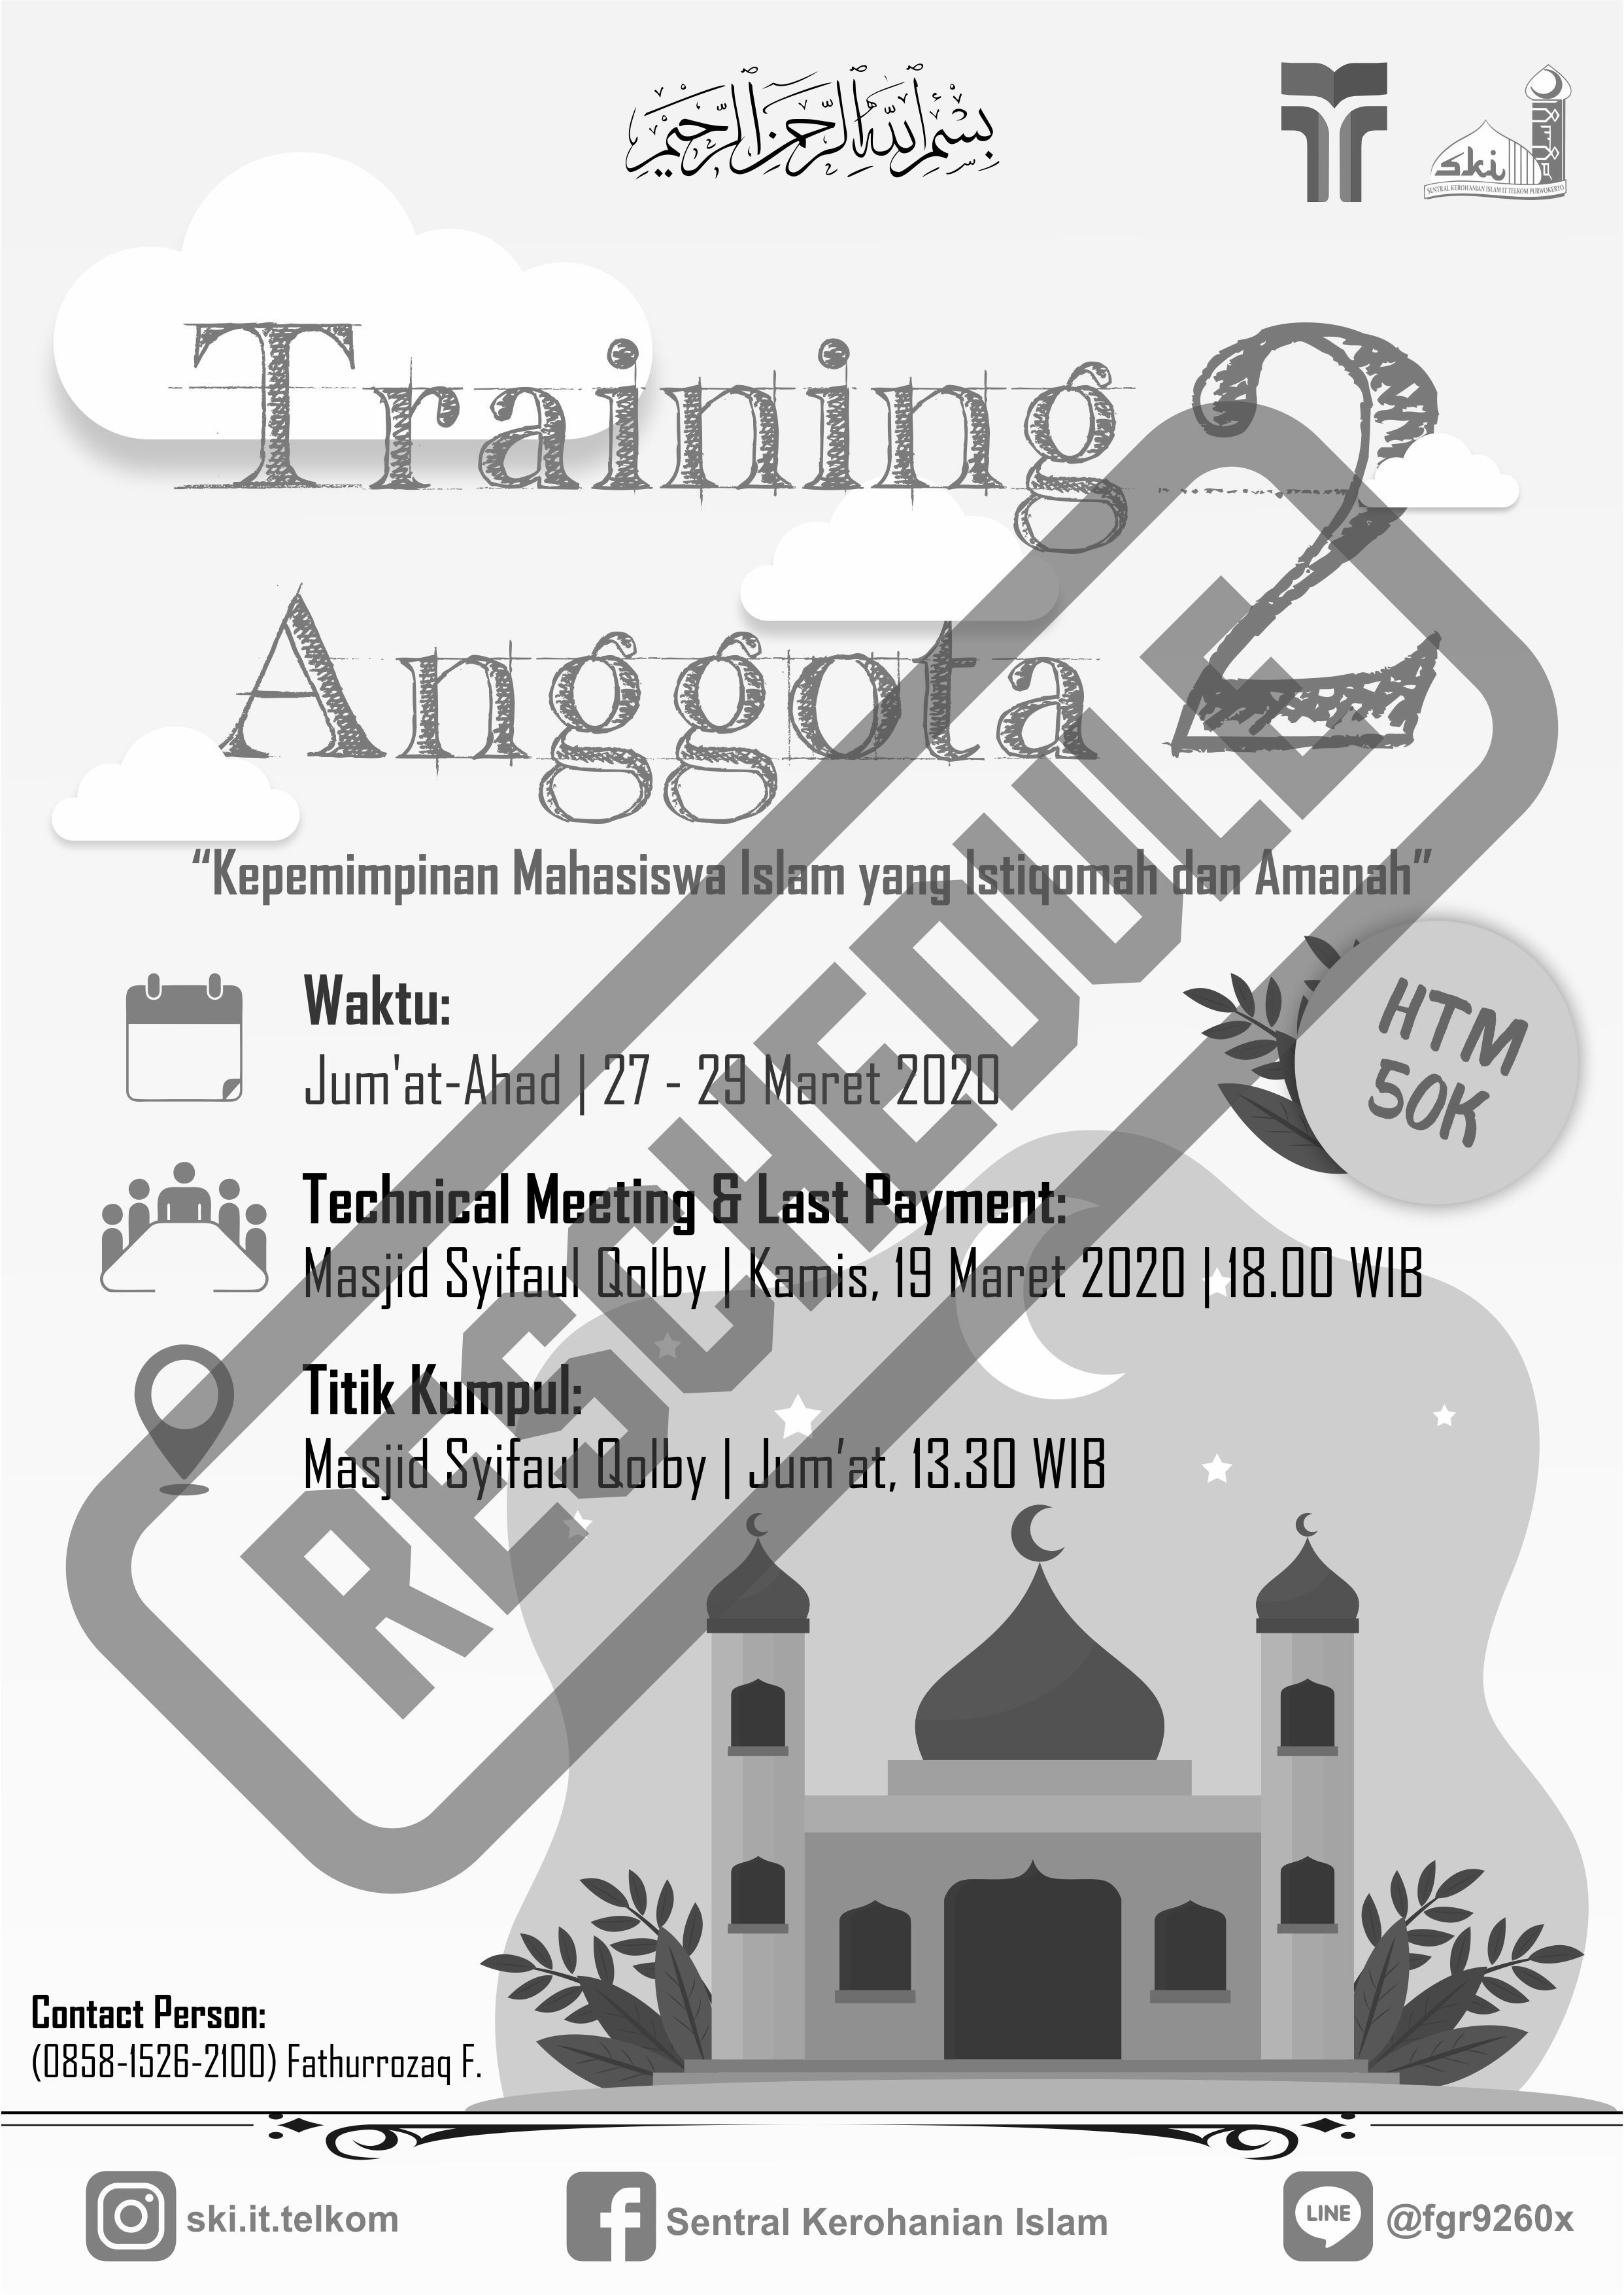 بِسْمِ ٱللَّهِ ٱلرَّحْمَٰنِ ٱلرَّحِيمِ
ski
SENTRAL KEROHANIAN ISLAM IT TELKOM PURWOKERTO
Training
Anggota 2
“Kepemimpinan Mahasiswa Islam yang Istiqomah dan Amanah”
Waktu:
Jum'at-Ahad | 27 - 29 Maret 2020
HTM
50K
Technical Meeting & Last Payment:
Masjid Syifaul Qolby | Kamis, 19 Maret 2020 | 18.00 WIB
Titik Kumpul:
Masjid Syifaul Qolby | Jum’at, 13.30 WIB
RESCHEDULE
Contact Person:
(0858-1526-2100) Fathurrozaq F.
ski.it.telkom
Sentral Kerohanian Islam
LINE
@fgr9260x